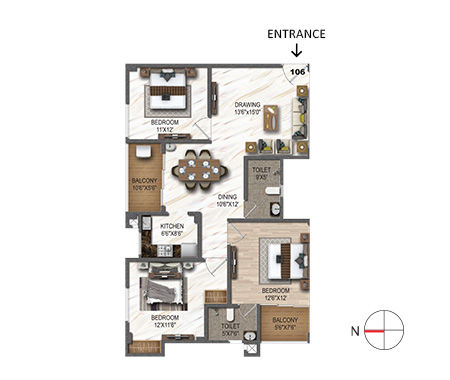 ENTRANCE
106
BEDROOM
11'X12'
DRAWING
13'6"X15'0"
TOILET
9'X5'
BALCONY
10'6"X5'6"
DINING
10'6"X12'
KITCHEN
6'6"X8'6"
BEDROOM
12'6"X12'
BEDROOM
12'X11'6"
TOILET
5'X7'6"
BALCONY
5'6"X7'6"
N